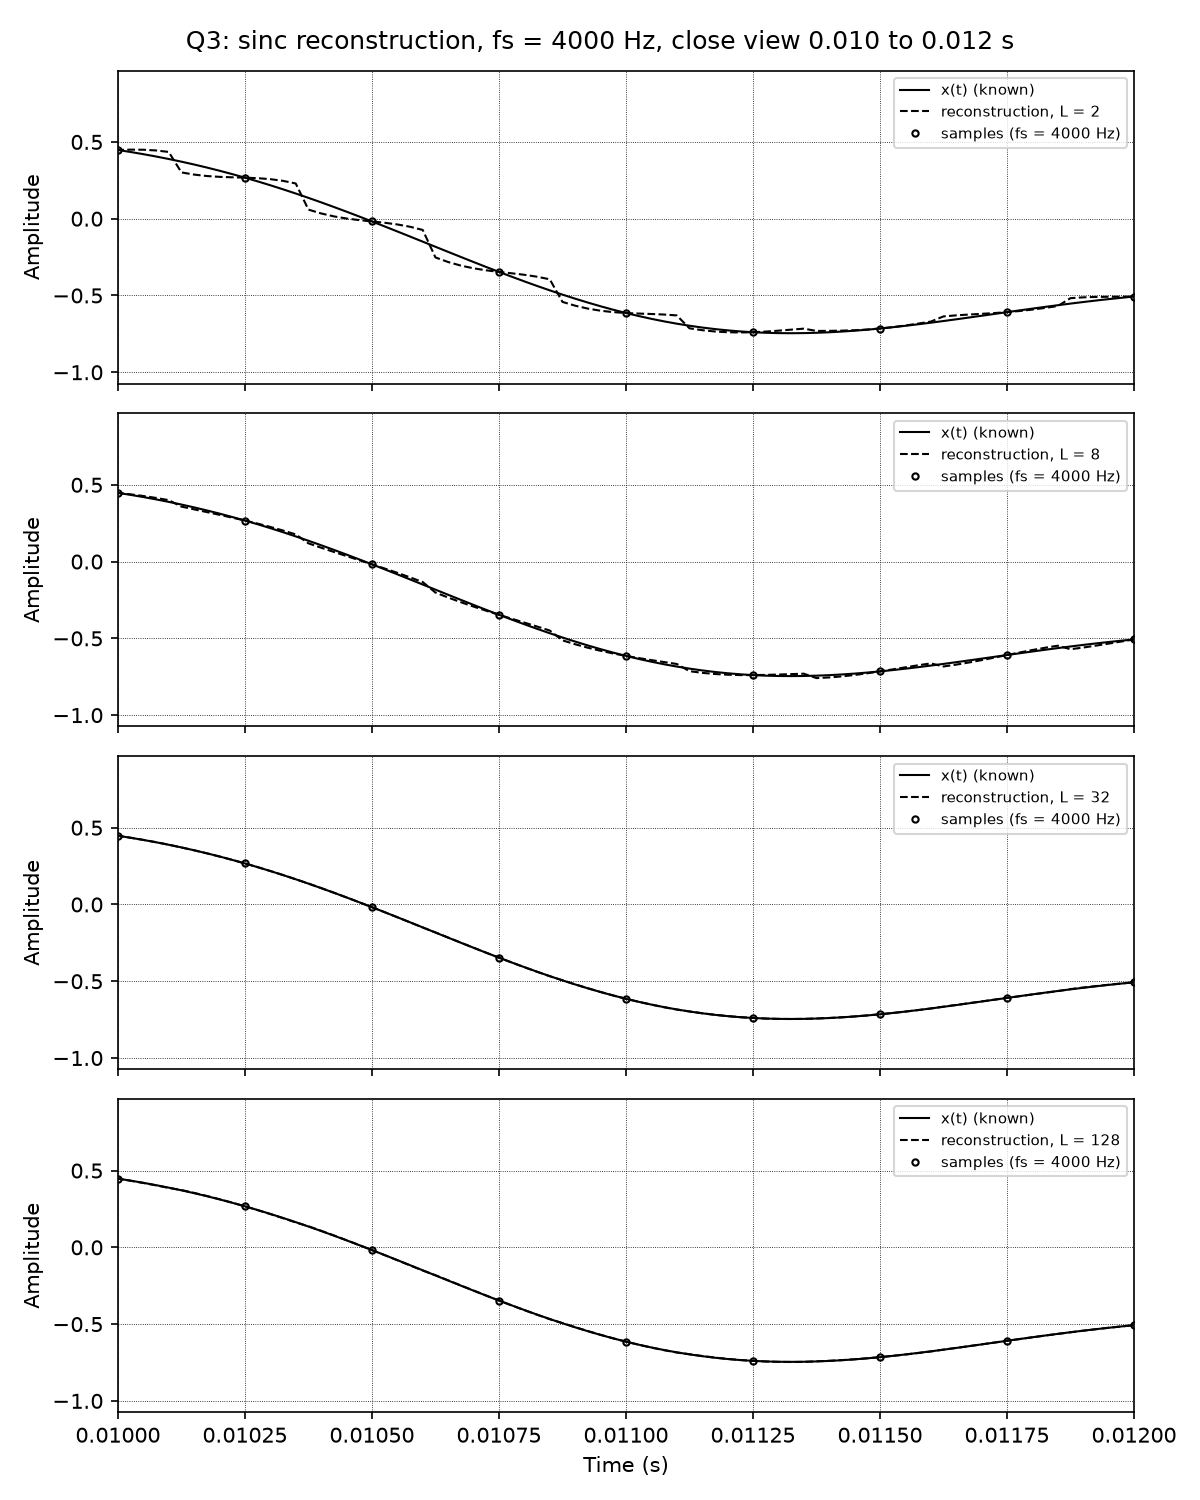 Q3: sinc reconstruction, fs = 4000 Hz, close view 0.010 to 0.012 s
x(t) (known)
reconstruction, L = 2
samples (fs = 4000 Hz)
0.5
0.0
−0.5
−1.0
Amplitude
x(t) (known)
reconstruction, L = 8
samples (fs = 4000 Hz)
0.5
0.0
−0.5
−1.0
Amplitude
x(t) (known)
reconstruction, L = 32
samples (fs = 4000 Hz)
0.5
0.0
−0.5
−1.0
Amplitude
x(t) (known)
reconstruction, L = 128
samples (fs = 4000 Hz)
0.5
0.0
−0.5
−1.0
Amplitude
0.01000 0.01025 0.01050 0.01075 0.01100 0.01125 0.01150 0.01175 0.01200
Time (s)